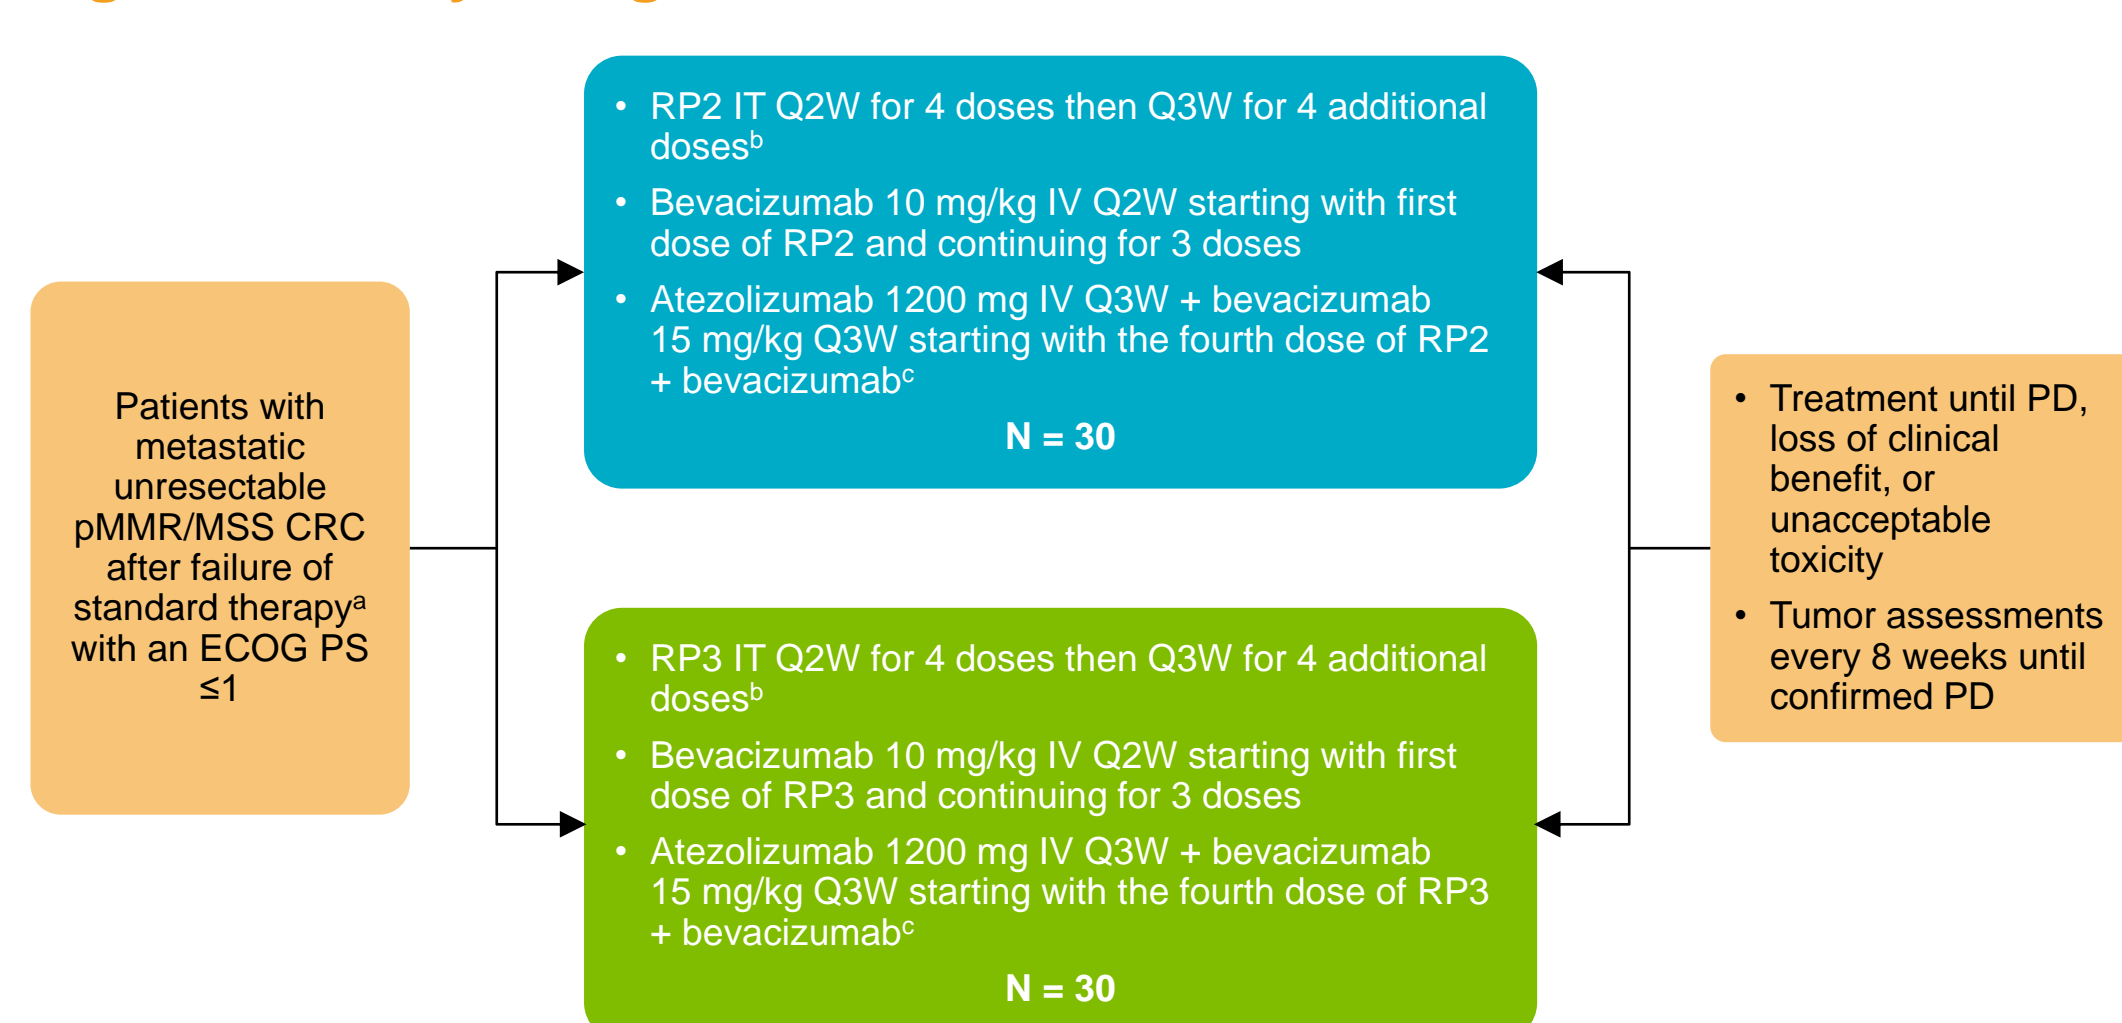 Patients with
metastatic
unresectable
pMMR/MSS CRC
after failure of
standard therapyᵃ
with an ECOG PS
≤1
• RP2 IT Q2W for 4 doses then Q3W for 4 additional
dosesᵇ
• Bevacizumab 10 mg/kg IV Q2W starting with first
dose of RP2 and continuing for 3 doses
• Atezolizumab 1200 mg IV Q3W + bevacizumab
15 mg/kg Q3W starting with the fourth dose of RP2
+ bevacizumabᶜ
N = 30
• RP3 IT Q2W for 4 doses then Q3W for 4 additional
dosesᵇ
• Bevacizumab 10 mg/kg IV Q2W starting with first
dose of RP3 and continuing for 3 doses
• Atezolizumab 1200 mg IV Q3W + bevacizumab
15 mg/kg Q3W starting with the fourth dose of RP3
+ bevacizumabᶜ
N = 30
• Treatment until PD,
loss of clinical
benefit, or
unacceptable
toxicity
• Tumor assessments
every 8 weeks until
confirmed PD